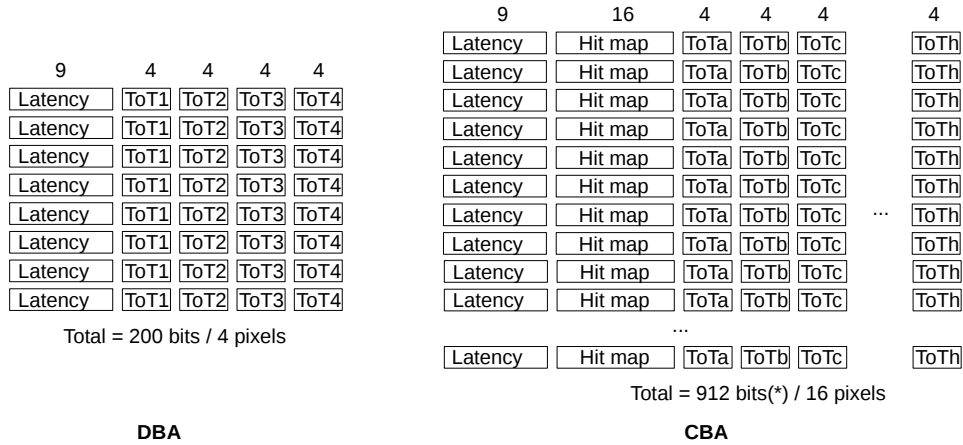 9 4 4 4 4
Latency ToT1 ToT2 ToT3 ToT4
Latency ToT1 ToT2 ToT3 ToT4
Latency ToT1 ToT2 ToT3 ToT4
Latency ToT1 ToT2 ToT3 ToT4
Latency ToT1 ToT2 ToT3 ToT4
Latency ToT1 ToT2 ToT3 ToT4
Latency ToT1 ToT2 ToT3 ToT4
Latency ToT1 ToT2 ToT3 ToT4
Total = 200 bits / 4 pixels
DBA
9 16 4 4 4 4
Latency Hit map ToTa ToTb ToTc ToTh
Latency Hit map ToTa ToTb ToTc ToTh
Latency Hit map ToTa ToTb ToTc ToTh
Latency Hit map ToTa ToTb ToTc ToTh
Latency Hit map ToTa ToTb ToTc ToTh
Latency Hit map ToTa ToTb ToTc ToTh
Latency Hit map ToTa ToTb ToTc ... ToTh
Latency Hit map ToTa ToTb ToTc ToTh
Latency Hit map ToTa ToTb ToTc ToTh
Latency Hit map ToTa ToTb ToTc ToTh
...
Latency Hit map ToTa ToTb ToTc ToTh
Total = 912 bits(*) / 16 pixels
CBA